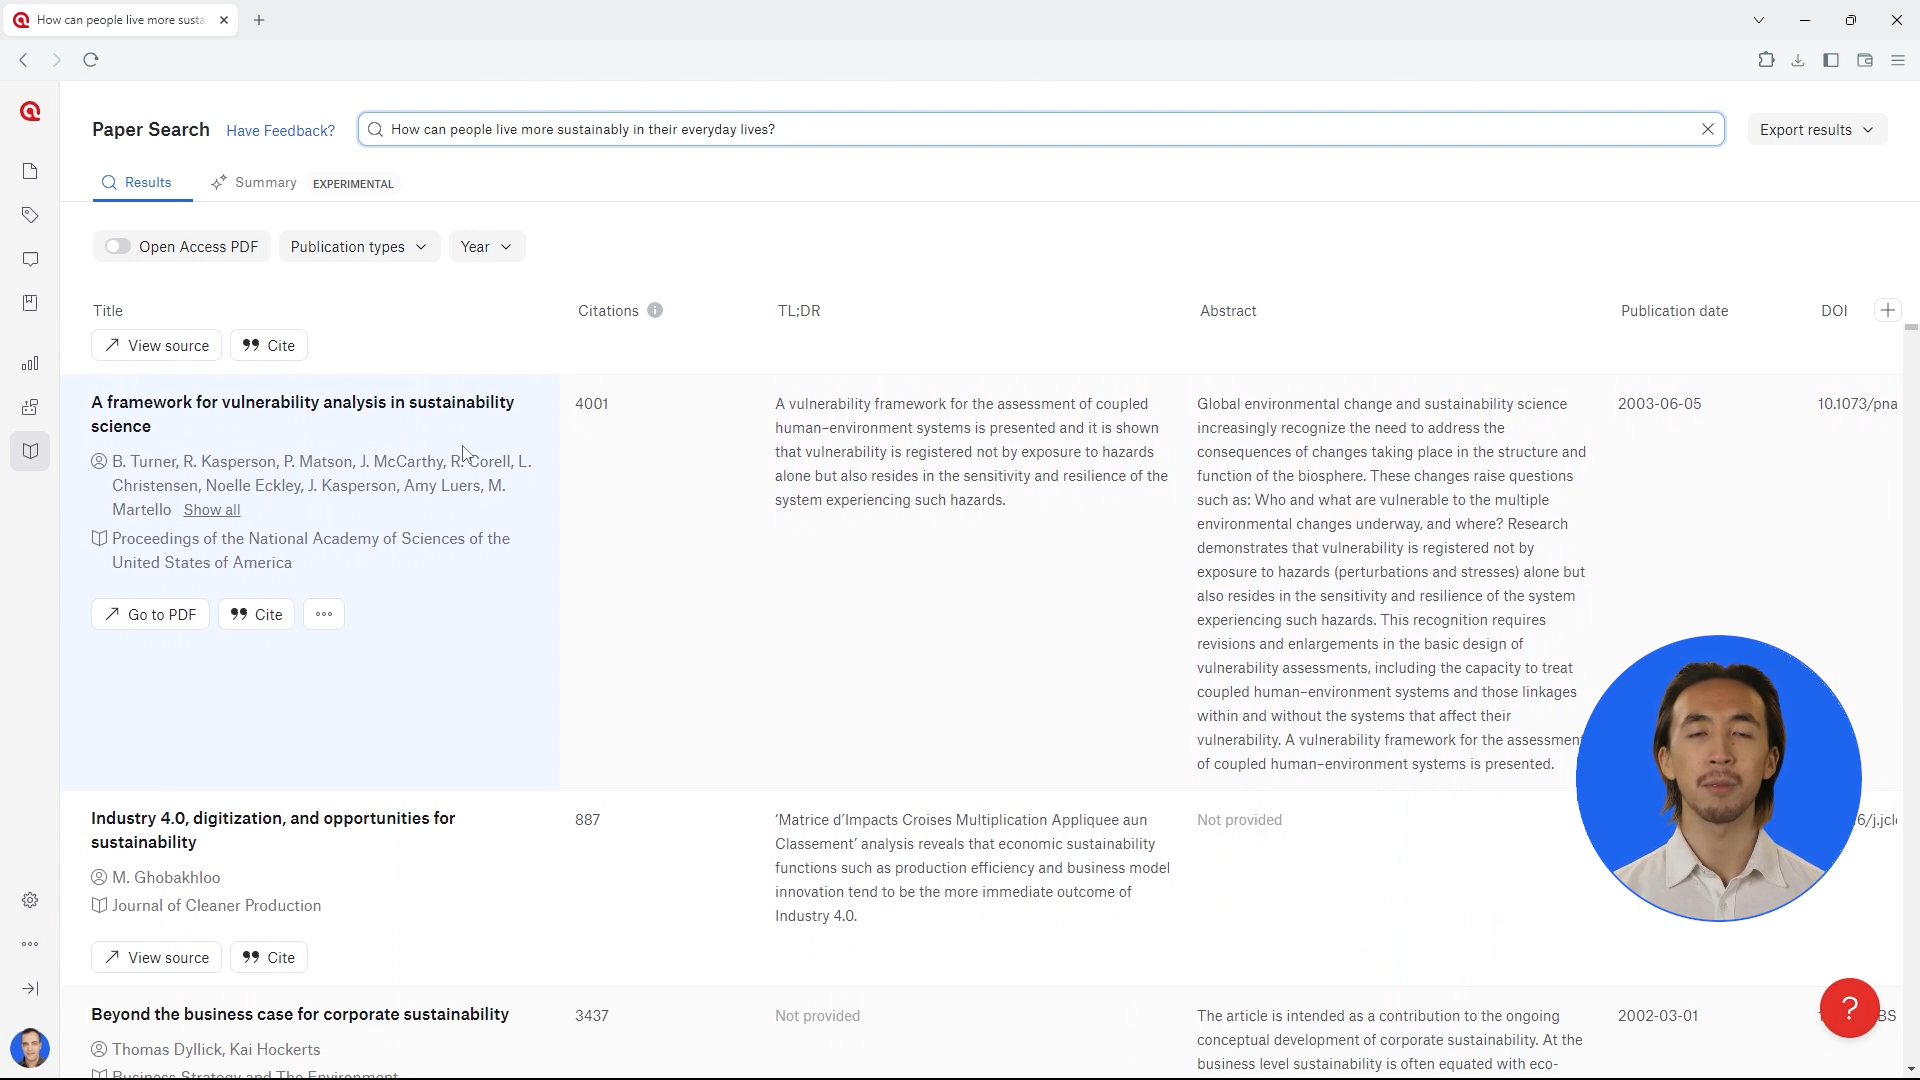 How can people live more susta
Paper Search
Have Feedback?
How can people live more sustainably in their everyday lives?
Export results
Results
Summary
EXPERIMENTAL
Open Access PDF
Publication types
Year
Title
Citations
TL;DR
Abstract
Publication date
DOI
View source
Cite
A framework for vulnerability analysis in sustainability
science
B. Turner, R. Kasperson, P. Matson, J. McCarthy, R. Corell, L.
Christensen, Noelle Eckley, J. Kasperson, Amy Luers, M.
Martello Show all
Proceedings of the National Academy of Sciences of the
United States of America
Go to PDF
Cite
4001
A vulnerability framework for the assessment of coupled
human-environment systems is presented and it is shown
that vulnerability is registered not by exposure to hazards
alone but also resides in the sensitivity and resilience of the
system experiencing such hazards.
Global environmental change and sustainability science
increasingly recognize the need to address the
consequences of changes taking place in the structure and
function of the biosphere. These changes raise questions
such as: Who and what are vulnerable to the multiple
environmental changes underway, and where? Research
demonstrates that vulnerability is registered not by
exposure to hazards (perturbations and stresses) alone but
also resides in the sensitivity and resilience of the system
experiencing such hazards. This recognition requires
revisions and enlargements in the basic design of
vulnerability assessments, including the capacity to treat
coupled human-environment systems and those linkages
within and without the systems that affect their
vulnerability. A vulnerability framework for the assessment
of coupled human-environment systems is presented.
2003-06-05
10.1073/pna
Industry 4.0, digitization, and opportunities for
sustainability
M. Ghobakhloo
Journal of Cleaner Production
View source
Cite
887
'Matrice d'Impacts Croises Multiplication Appliquee aun
Classement' analysis reveals that economic sustainability
functions such as production efficiency and business model
innovation tend to be the more immediate outcome of
Industry 4.0.
Not provided
6/j.jcl
Beyond the business case for corporate sustainability
Thomas Dyllick, Kai Hockerts
Business Strategy and The Environment
3437
Not provided
The article is intended as a contribution to the ongoing
conceptual development of corporate sustainability. At the
business level sustainability is often equated with eco-
2002-03-01
BS
?